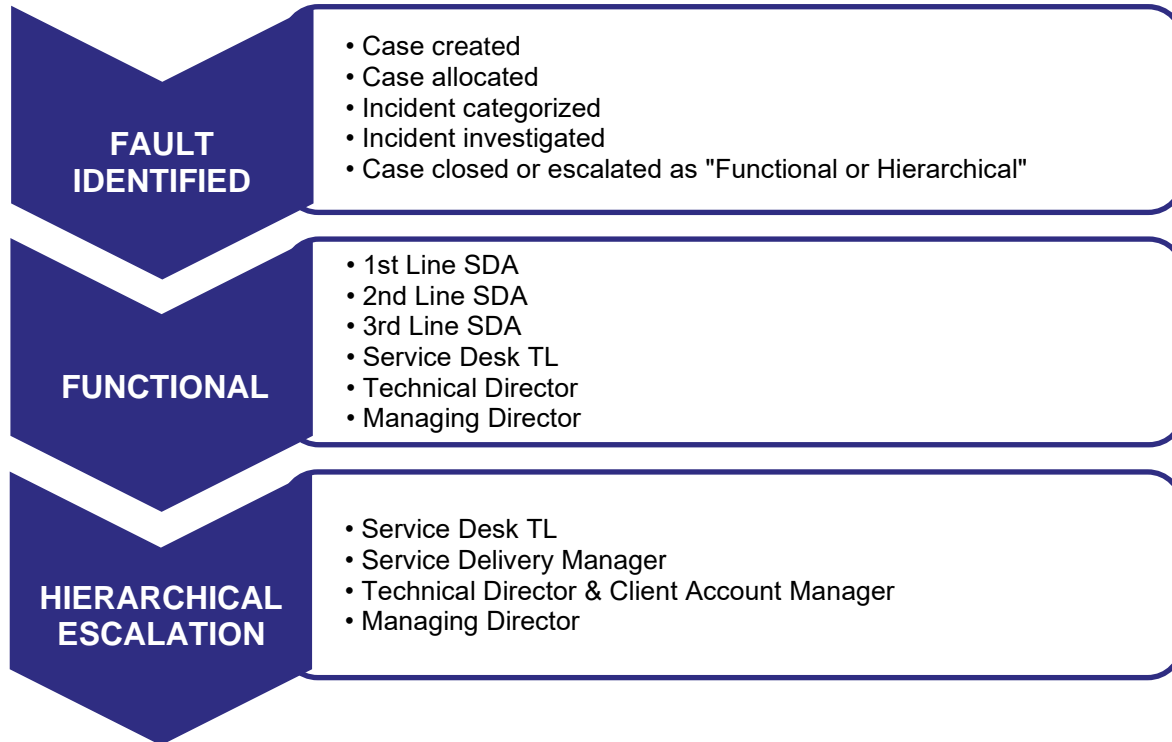 FAULT
IDENTIFIED
• Case created
• Case allocated
• Incident categorized
• Incident investigated
• Case closed or escalated as "Functional or Hierarchical"
FUNCTIONAL
• 1st Line SDA
• 2nd Line SDA
• 3rd Line SDA
• Service Desk TL
• Technical Director
• Managing Director
HIERARCHICAL
ESCALATION
• Service Desk TL
• Service Delivery Manager
• Technical Director & Client Account Manager
• Managing Director